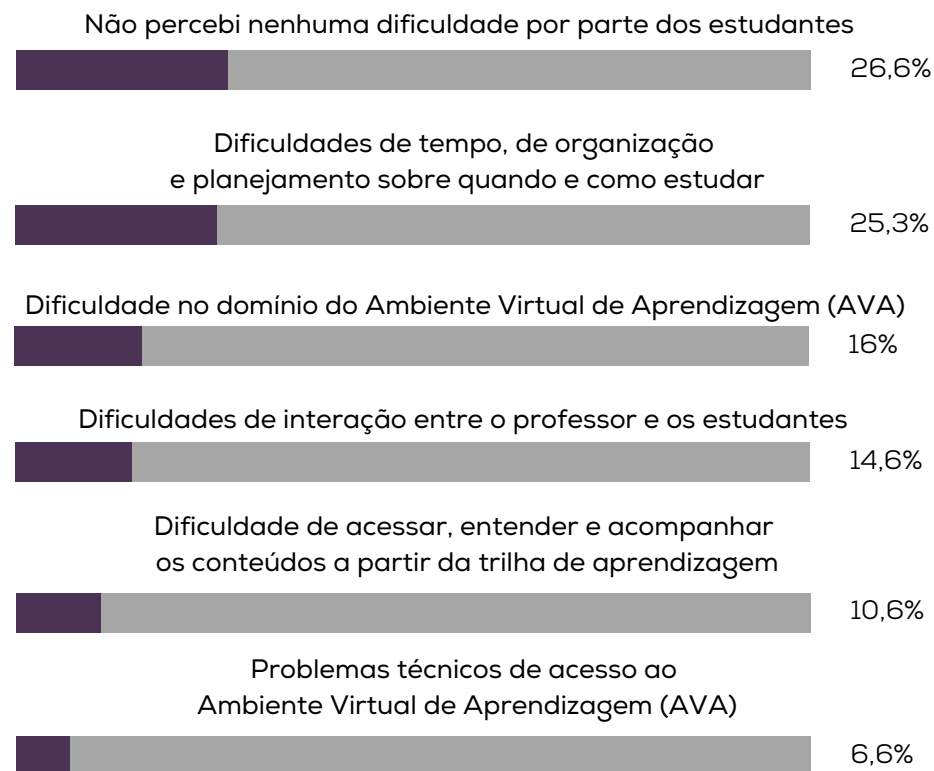 Não percebi nenhuma dificuldade por parte dos estudantes
26,6%
Dificuldades de tempo, de organização
e planejamento sobre quando e como estudar
25,3%
Dificuldade no domínio do Ambiente Virtual de Aprendizagem (AVA)
16%
Dificuldades de interação entre o professor e os estudantes
14,6%
Dificuldade de acessar, entender e acompanhar
os conteúdos a partir da trilha de aprendizagem
10,6%
Problemas técnicos de acesso ao
Ambiente Virtual de Aprendizagem (AVA)
6,6%